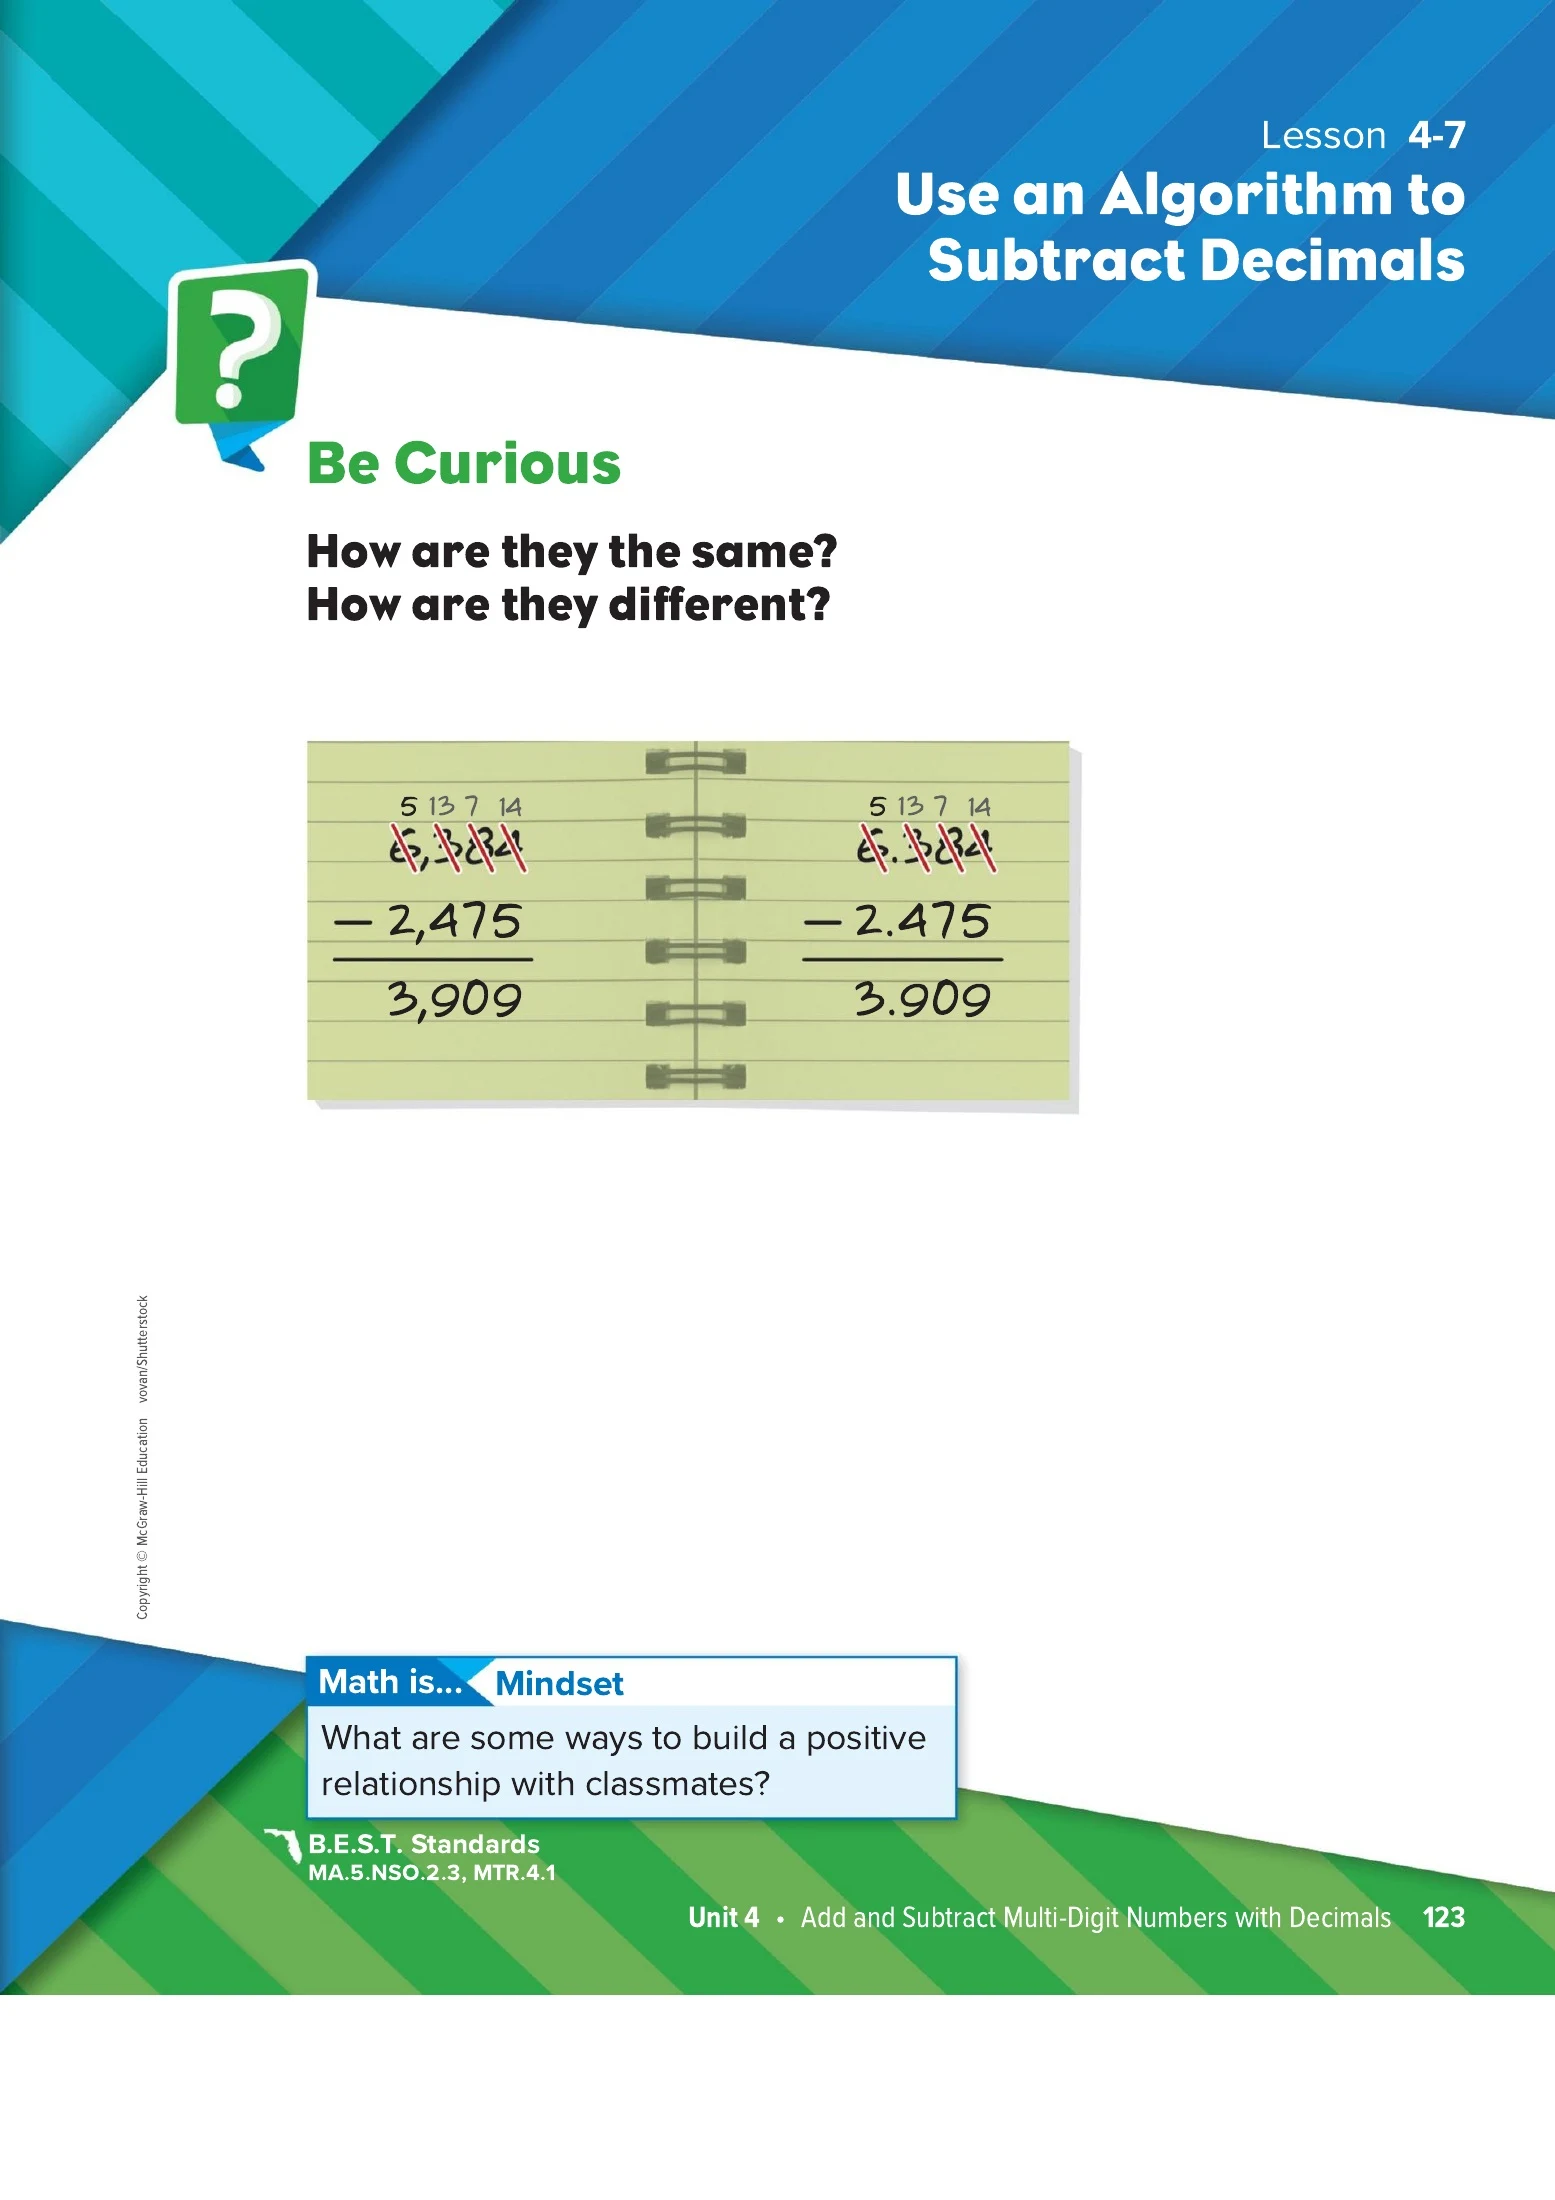 Lesson 4-7
Use an Algorithm to
Subtract Decimals
?
Be Curious
How are they the same?
How are they different?
5 13 7 14
6,384
– 2,475
3,909
5 13 7 14
6.384
– 2.475
3.909
Copyright © McGraw-Hill Education vovan/Shutterstock
Math is... Mindset
What are some ways to build a positive
relationship with classmates?
B.E.S.T. Standards
MA.5.NSO.2.3, MTR.4.1
Unit 4 • Add and Subtract Multi-Digit Numbers with Decimals 123